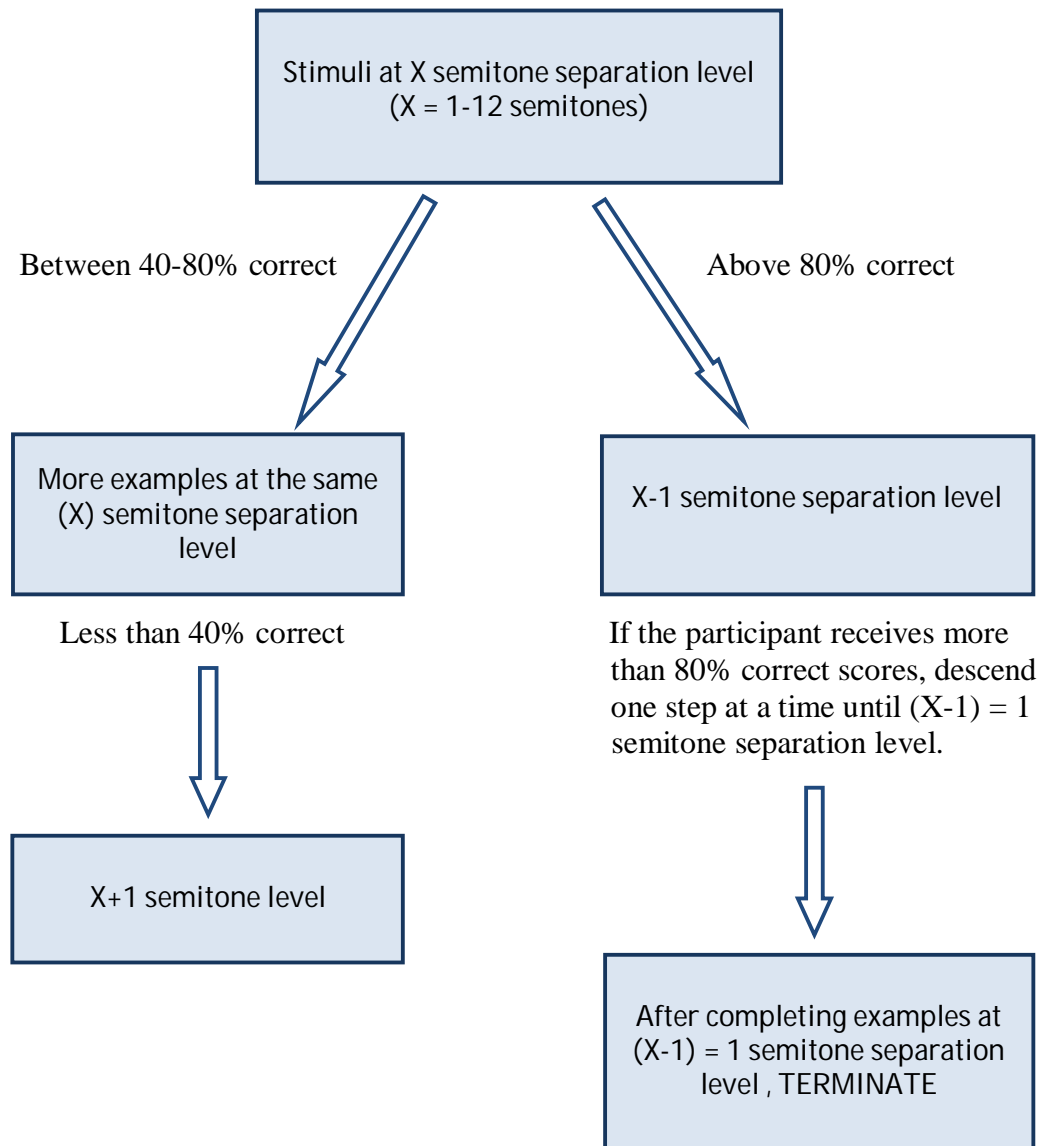 Stimuli at X semitone separation level
(X = 1-12 semitones)
Between 40-80% correct
Above 80% correct
More examples at the same
(X) semitone separation
level
X-1 semitone separation level
Less than 40% correct
If the participant receives more
than 80% correct scores, descend
one step at a time until (X-1) = 1
semitone separation level.
X+1 semitone level
After completing examples at
(X-1) = 1 semitone separation
level , TERMINATE